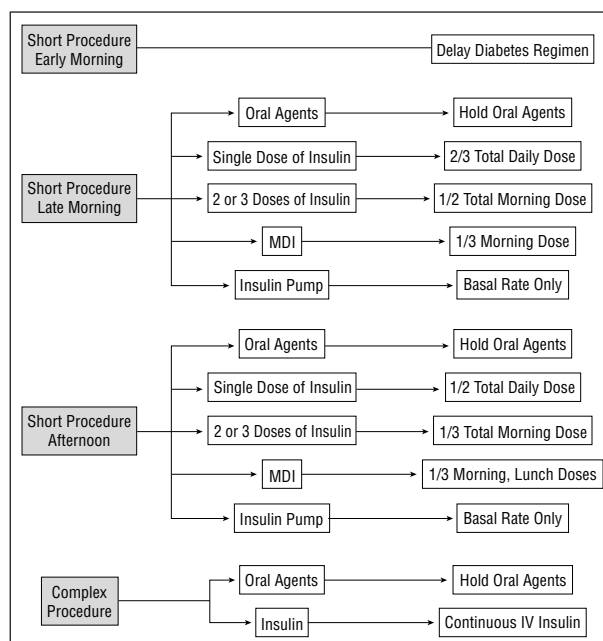 Short Procedure
Early Morning
Delay Diabetes Regimen
Short Procedure
Late Morning
Oral Agents
Hold Oral Agents
Single Dose of Insulin
2/3 Total Daily Dose
2 or 3 Doses of Insulin
1/2 Total Morning Dose
MDI
1/3 Morning Dose
Insulin Pump
Basal Rate Only
Short Procedure
Afternoon
Oral Agents
Hold Oral Agents
Single Dose of Insulin
1/2 Total Daily Dose
2 or 3 Doses of Insulin
1/3 Total Morning Dose
MDI
1/3 Morning, Lunch Doses
Insulin Pump
Basal Rate Only
Complex
Procedure
Oral Agents
Hold Oral Agents
Insulin
Continuous IV Insulin